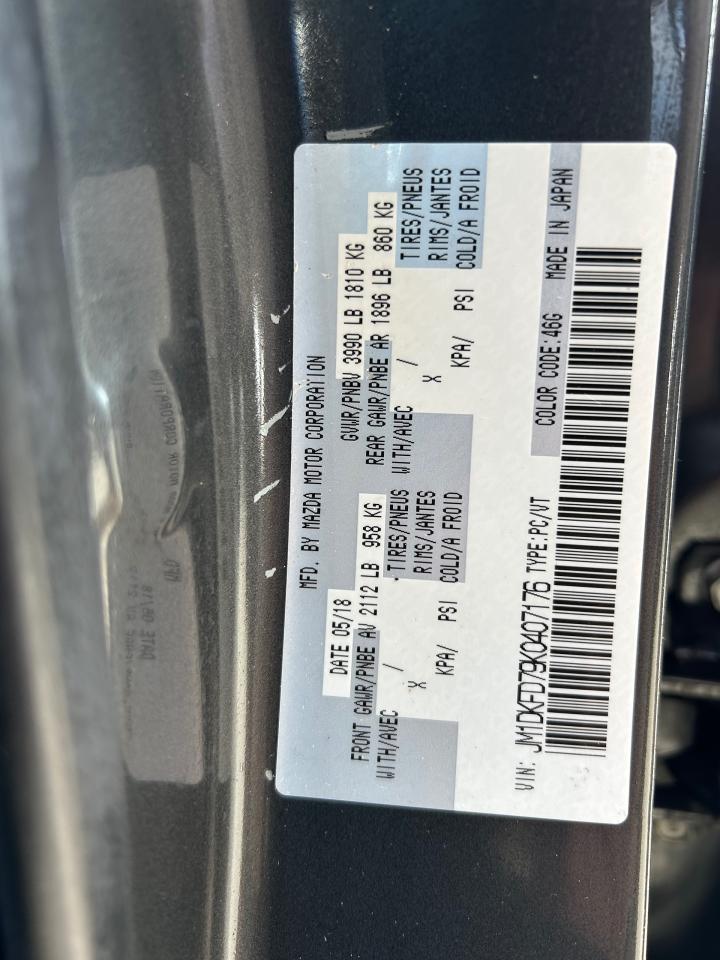 MFD. BY MAZDA MOTOR CORPORATION
DATE 05/18 GVWR/PNBV 3990 LB 1810 KG
FRONT GAWR/PNBE AV 2112 LB 958 KG REAR GAWR/PNBE AR 1896 LB 860 KG
WITH/AVEC / TIRES/PNEUS WITH/AVEC / TIRES/PNEUS
X RIMS/JANTES X RIMS/JANTES
KPA/ PSI COLD/A FROID KPA/ PSI COLD/A FROID
VIN: JM1DKFD79K0407176 TYPE:PC/VT COLOR CODE:46G MADE IN JAPAN